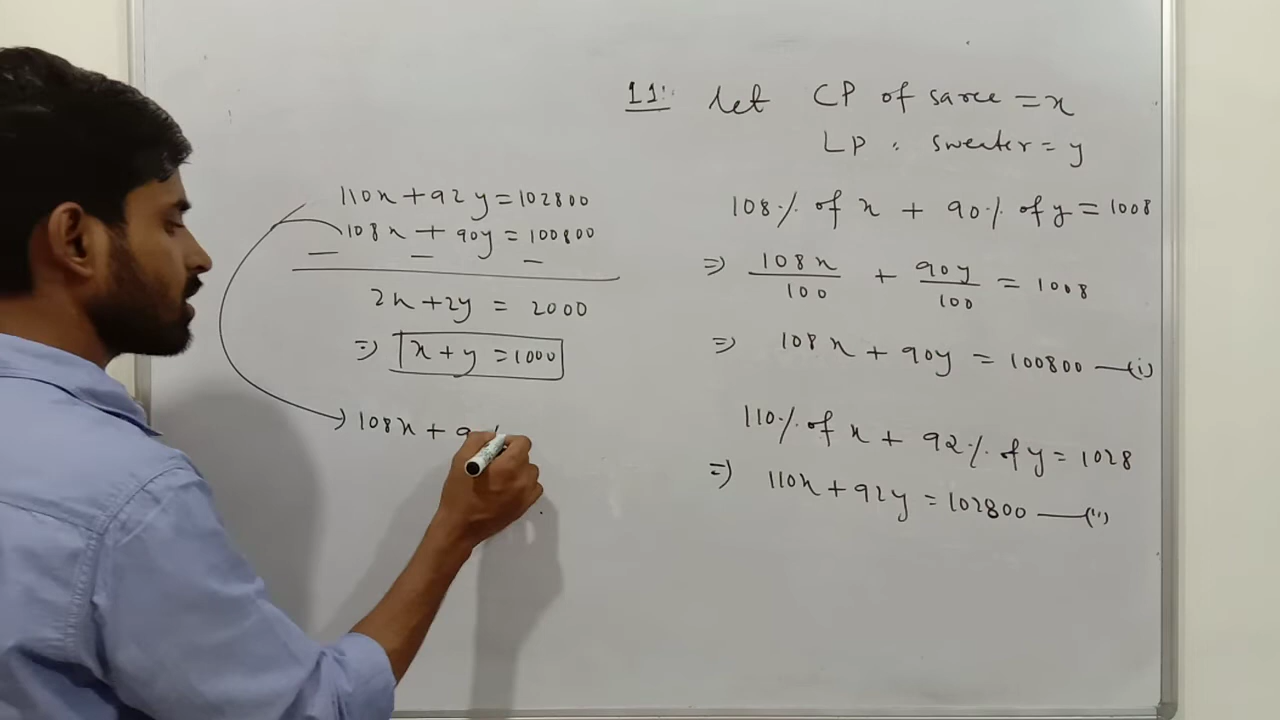 11:- let CP of saree = x
LP " sweater = y
108% of x + 90% of y = 1008
=> 108x/100 + 90y/100 = 1008
=> 108x + 90y = 100800 —(i)
110% of x + 92% of y = 1028
=> 110x + 92y = 102800 —(ii)
110x + 92y = 102800
108x + 90y = 100800
— — —
2x + 2y = 2000
=> x + y = 1000
108x + 9